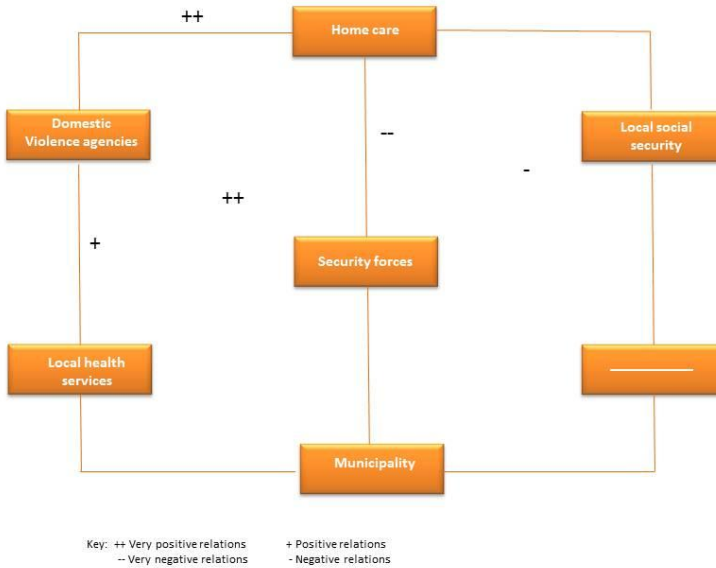 ++
Home care
Domestic
Violence agencies
Local social
security
--
-
++
+
Security forces
Local health
services
Municipality
Key: ++ Very positive relations + Positive relations
-- Very negative relations - Negative relations